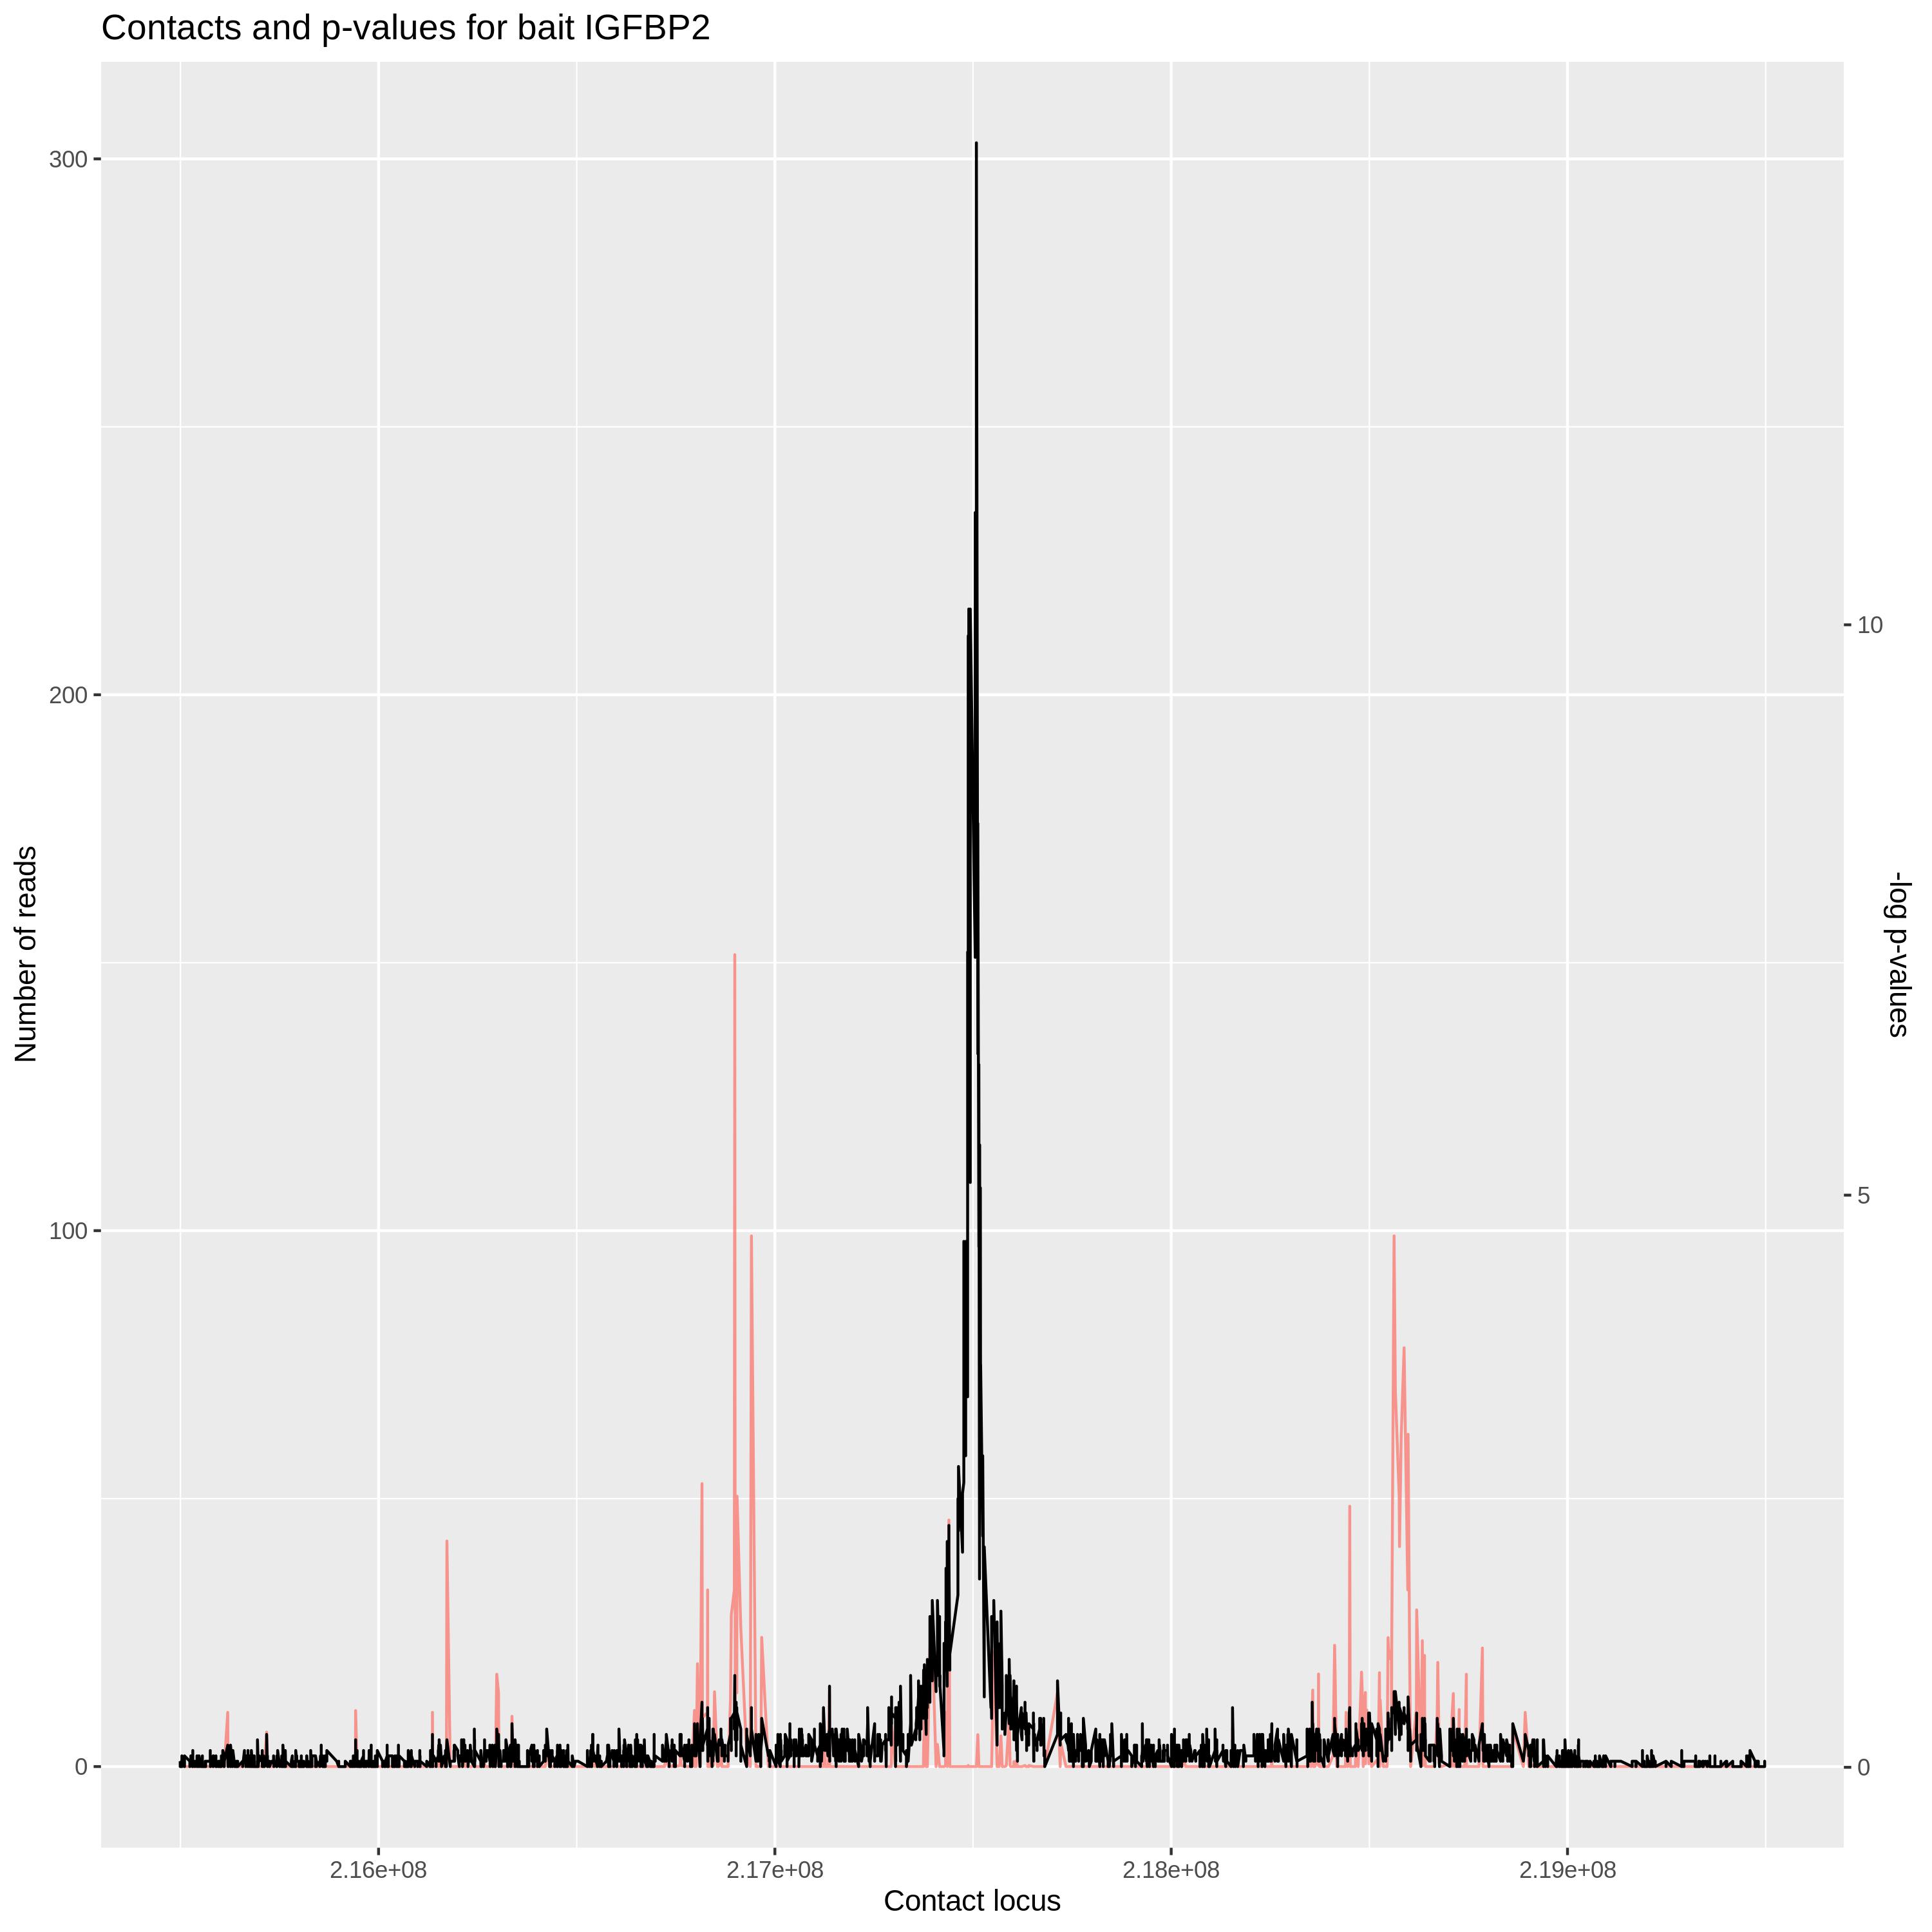 Contacts and p-values for bait IGFBP2
300
200
100
0
Number of reads
10
5
0
-log p-values
2.16e+08
2.17e+08
2.18e+08
2.19e+08
Contact locus